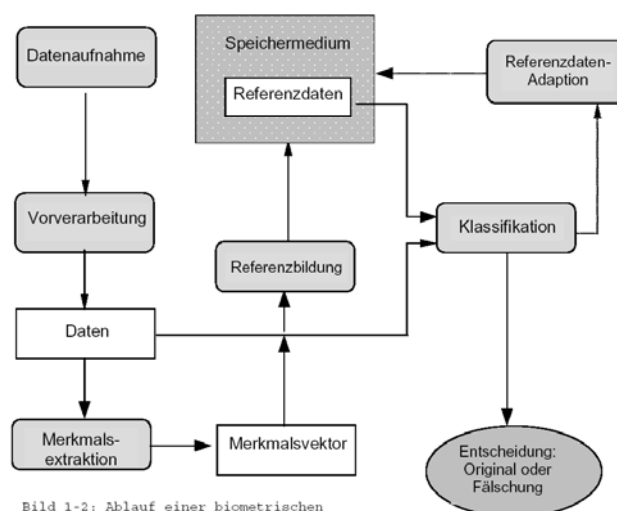 Datenaufnahme
Speichermedium
Referenzdaten
Referenzdaten-
Adaption
Vorverarbeitung
Klassifikation
Referenzbildung
Daten
Merkmals-
extraktion
Merkmalsvektor
Entscheidung:
Original oder
Fälschung
Bild 1-2: Ablauf einer biometrischen